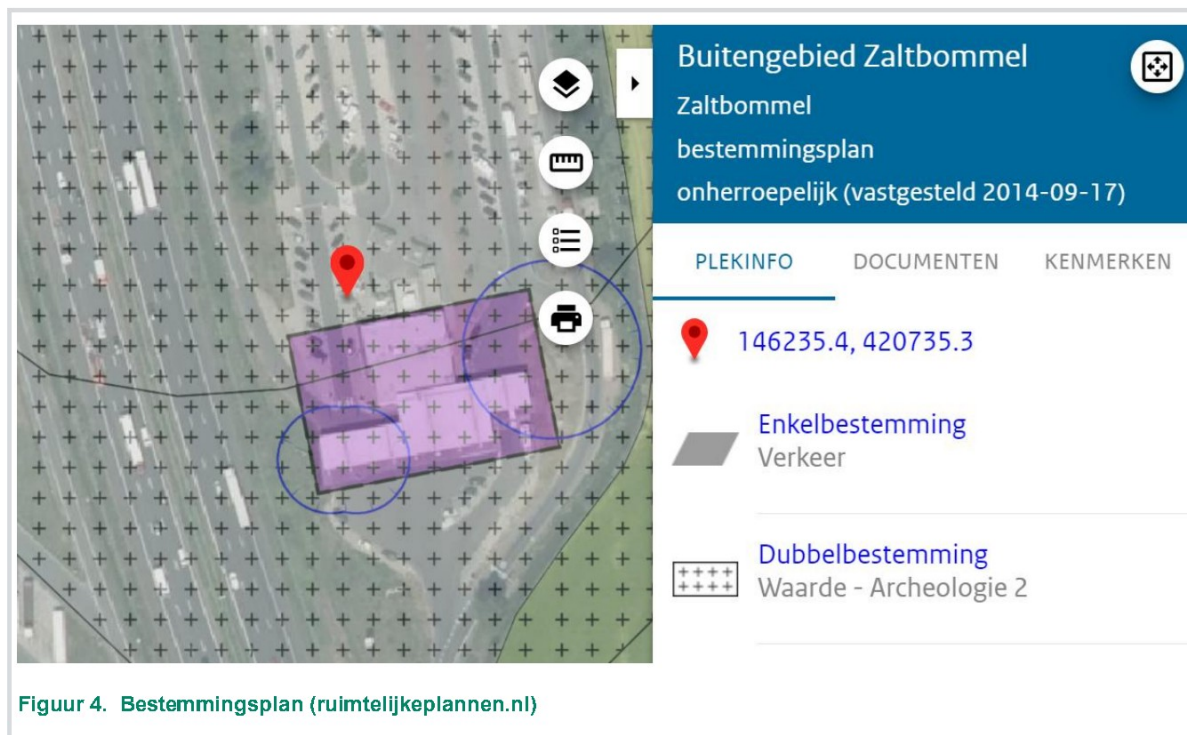 Buitengebied Zaltbommel
Zaltbommel
bestemmingsplan
onherroepelijk (vastgesteld 2014-09-17)
PLEKINFO DOCUMENTEN KENMERKEN
146235.4, 420735.3
Enkelbestemming
Verkeer
Dubbelbestemming
Waarde - Archeologie 2
Figuur 4. Bestemmingsplan (ruimtelijkeplannen.nl)